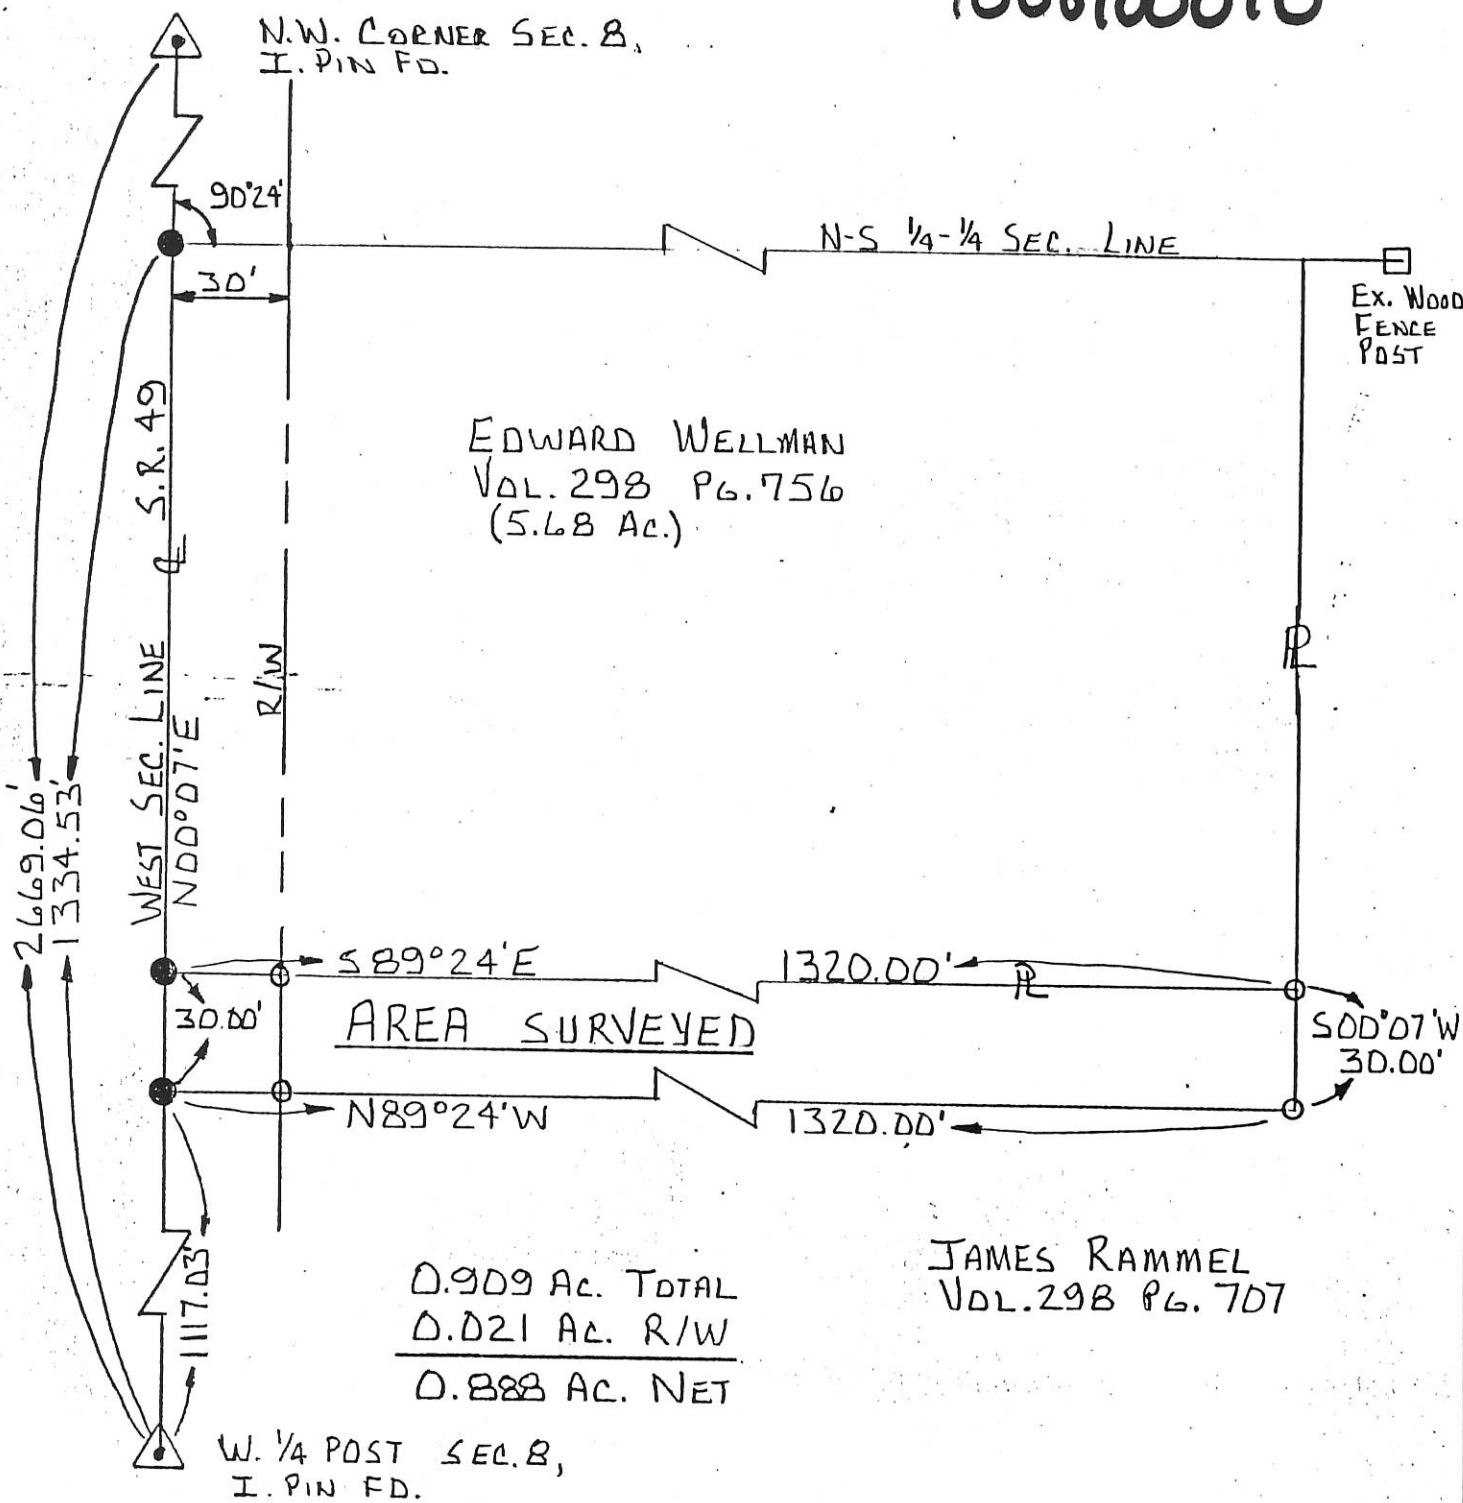 N.W. CORNER SEC. 8,
I. PIN FD.
90°24'
N-S 1/4-1/4 SEC. LINE
30'
EX. WOOD
FENCE
POST
S.R. 49
EDWARD WELLMAN
VOL. 298 PG. 756
(5.68 AC.)
℄
PL
R/W
WEST SEC. LINE
N00°07'E
2669.06'
1334.53'
S89°24'E
1320.00'
PL
30.00'
AREA SURVEYED
S00°07'W
30.00'
N89°24'W
1320.00'
1117.03'
0.909 AC. TOTAL
0.021 AC. R/W
0.888 AC. NET
JAMES RAMMEL
VOL. 298 PG. 707
W. 1/4 POST SEC. 8,
I. PIN FD.